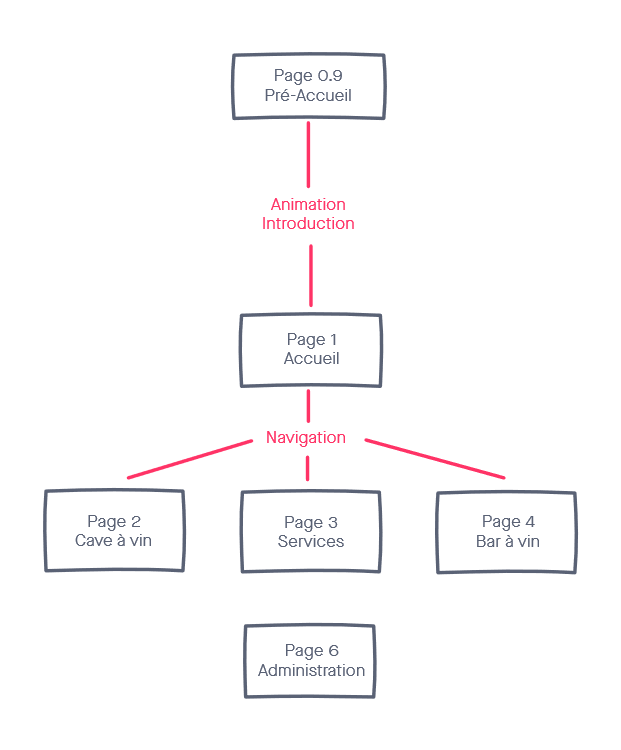 Page 0.9
Pré-Accueil
Animation
Introduction
Page 1
Accueil
Navigation
Page 2
Cave à vin
Page 3
Services
Page 4
Bar à vin
Page 6
Administration